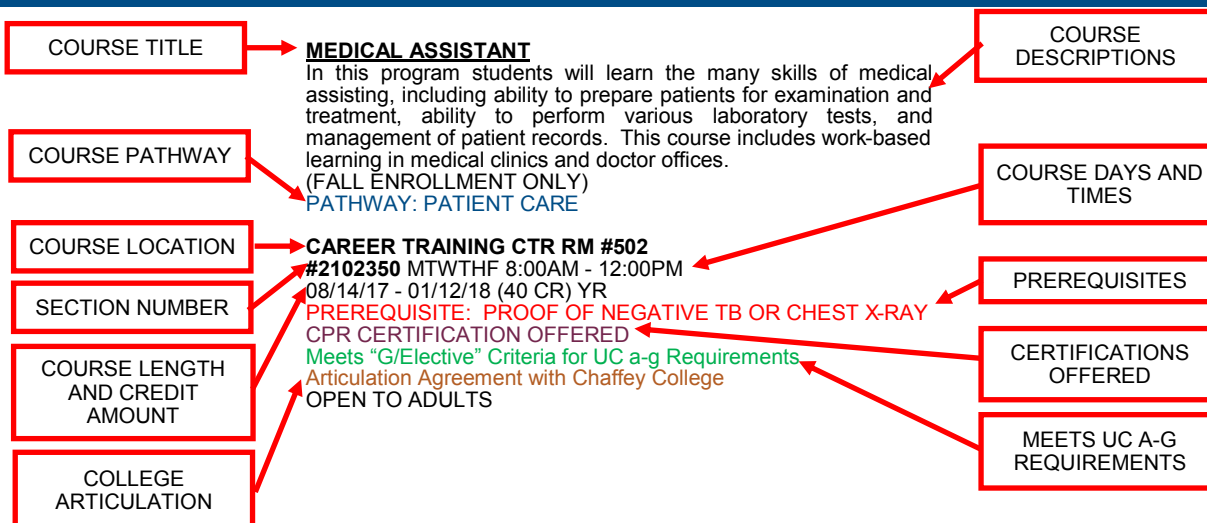 COURSE TITLE
COURSE PATHWAY
COURSE LOCATION
SECTION NUMBER
COURSE LENGTH
AND CREDIT
AMOUNT
COLLEGE
ARTICULATION
MEDICAL ASSISTANT
In this program students will learn the many skills of medical
assisting, including ability to prepare patients for examination and
treatment, ability to perform various laboratory tests, and
management of patient records. This course includes work-based
learning in medical clinics and doctor offices.
(FALL ENROLLMENT ONLY)
PATHWAY: PATIENT CARE
CAREER TRAINING CTR RM #502
#2102350 MTWTHF 8:00AM - 12:00PM
08/14/17 - 01/12/18 (40 CR) YR
PREREQUISITE: PROOF OF NEGATIVE TB OR CHEST X-RAY
CPR CERTIFICATION OFFERED
Meets “G/Elective” Criteria for UC a-g Requirements
Articulation Agreement with Chaffey College
OPEN TO ADULTS
COURSE
DESCRIPTIONS
COURSE DAYS AND
TIMES
PREREQUISITES
CERTIFICATIONS
OFFERED
MEETS UC A-G
REQUIREMENTS